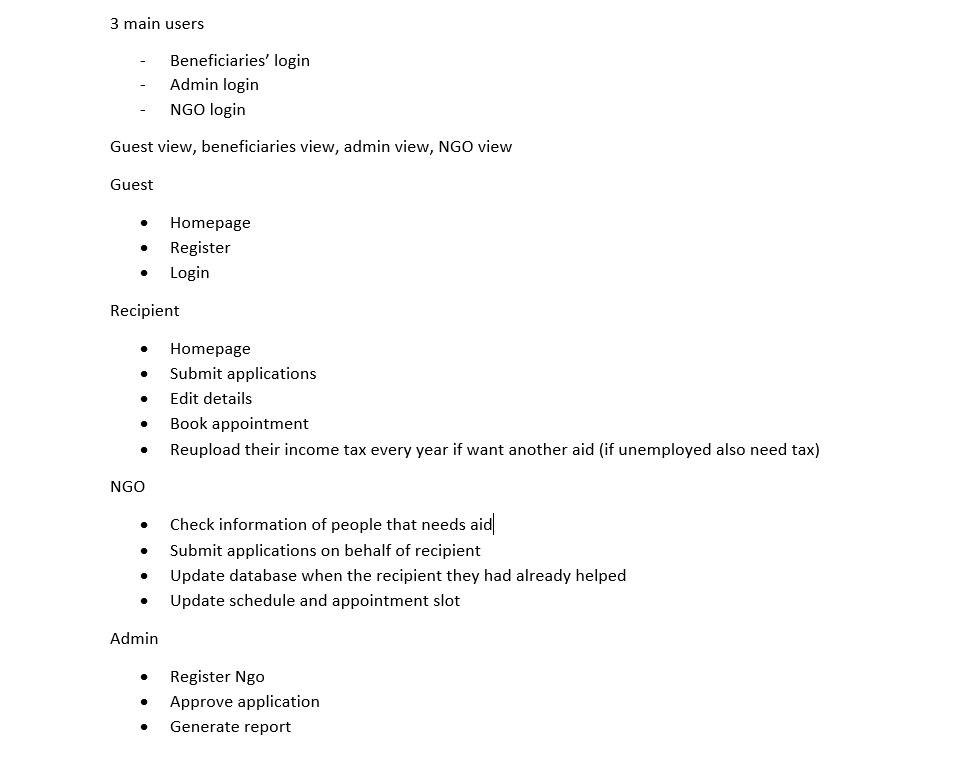 3 main users
- Beneficiaries’ login
- Admin login
- NGO login
Guest view, beneficiaries view, admin view, NGO view
Guest
• Homepage
• Register
• Login
Recipient
• Homepage
• Submit applications
• Edit details
• Book appointment
• Reupload their income tax every year if want another aid (if unemployed also need tax)
NGO
• Check information of people that needs aid
• Submit applications on behalf of recipient
• Update database when the recipient they had already helped
• Update schedule and appointment slot
Admin
• Register Ngo
• Approve application
• Generate report